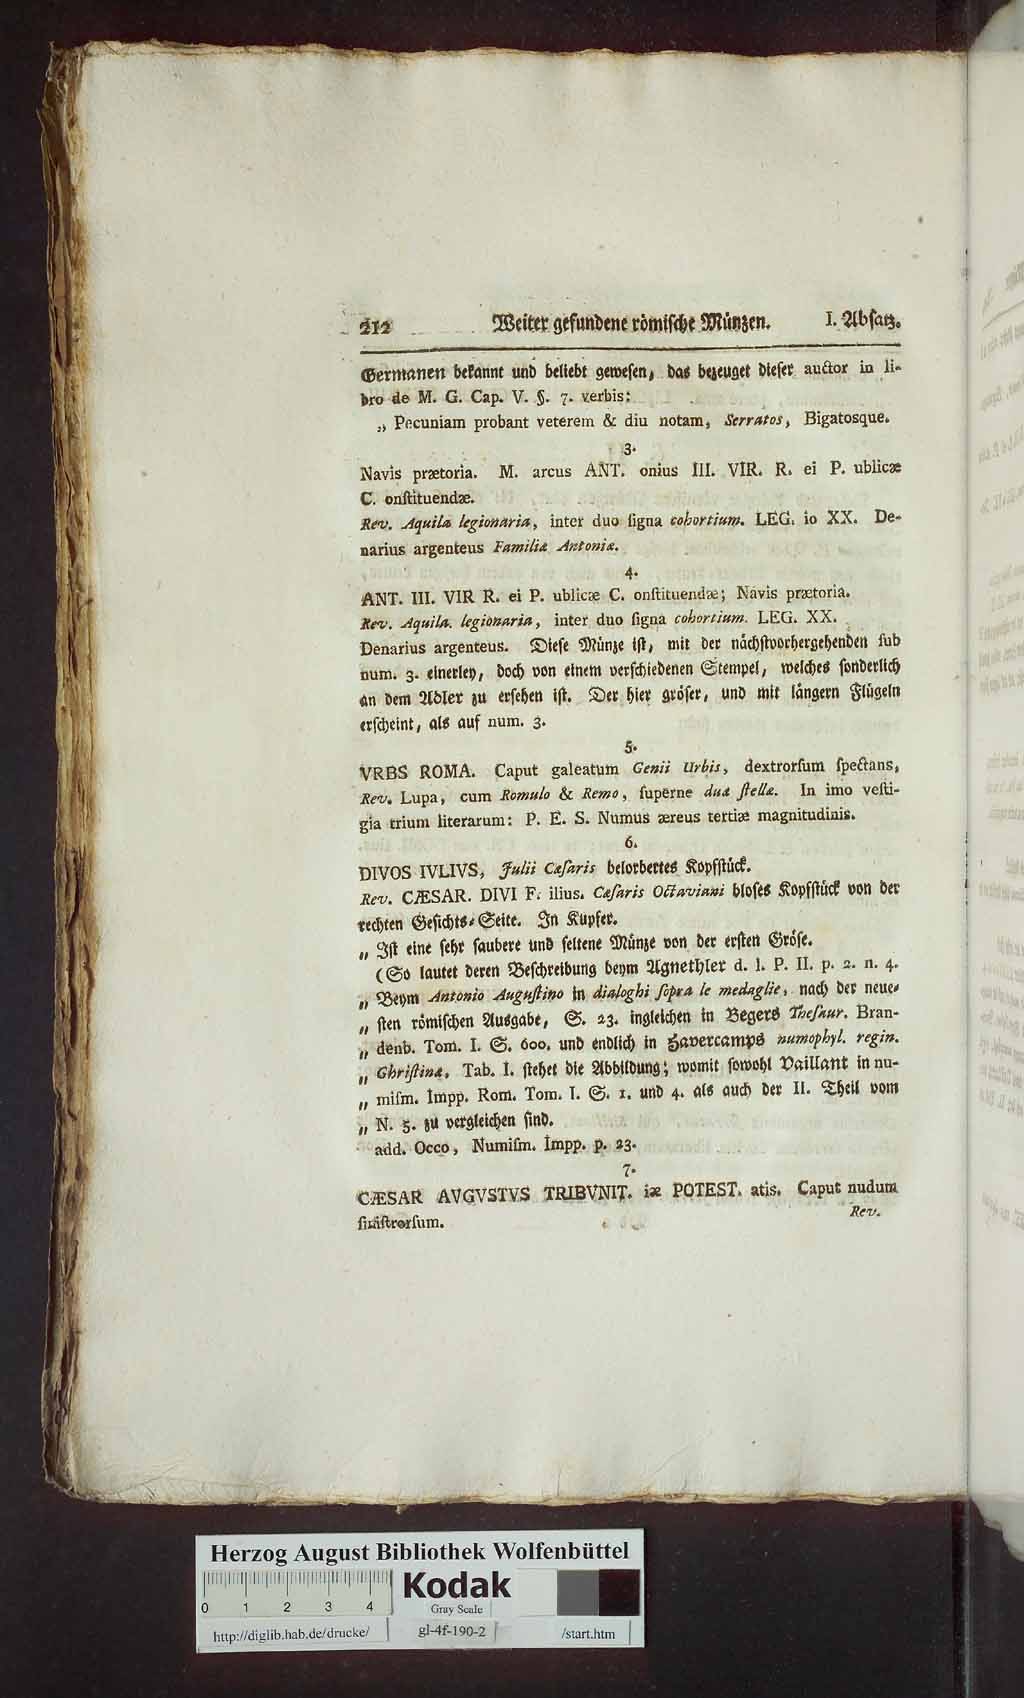 212 Weiter gefundene römische Münzen. I. Absatz.
Germanen bekannt und beliebt gewesen, das bezeuget dieser auctor in li-
bro de M. G. Cap. V. §. 7. verbis:
„ Pecuniam probant veterem & diu notam, Serratos, Bigatosque.
3.
Navis prætoria. M. arcus ANT. onius III. VIR. R. ei P. ublicæ
C. onſtituendæ.
Rev. Aquila legionaria, inter duo ſigna cohortium. LEG. io XX. De-
narius argenteus Familiæ Antoniæ.
4.
ANT. III. VIR R. ei P. ublicæ C. onſtituendæ; Navis prætoria.
Rev. Aquila. legionaria, inter duo ſigna cohortium. LEG. XX.
Denarius argenteus. Dieſe Münze iſt, mit der nächſtvorhergehenden ſub
num. 3. einerley, doch von einem verſchiedenen Stempel, welches ſonderlich
an dem Adler zu erſehen iſt. Der hier gröſer, und mit längern Flügeln
erſcheint, als auf num. 3.
5.
VRBS ROMA. Caput galeatum Genii Urbis, dextrorſum ſpectans,
Rev. Lupa, cum Romulo & Remo, ſuperne duæ ſtellæ. In imo veſti-
gia trium literarum: P. E. S. Numus æreus tertiæ magnitudinis.
6.
DIVOS IVLIVS, Julii Cæſaris belorbertes Kopfſtück.
Rev. CÆSAR. DIVI F. ilius. Cæſaris Octaviani bloſes Kopfſtück von der
rechten Geſichts-Seite. In Kupfer.
„ Iſt eine ſehr ſaubere und ſeltene Münze von der erſten Gröſe.
(So lautet deren Beſchreibung beym Agnethler d. l. P. II. p. 2. n. 4.
„ Beym Antonio Auguſtino in dialoghi ſopra le medaglie, nach der neue-
„ ſten römiſchen Ausgabe, S. 23. ingleichen in Begers Theſaur. Bran-
„ denb. Tom. I. S. 600. und endlich in Havercamps numophyl. regin.
„ Chriſtinæ, Tab. I. ſtehet die Abbildung; womit ſowohl Vaillant in nu-
„ miſm. Impp. Rom. Tom. I. S. 1. und 4. als auch der II. Theil vom
„ N. 5. zu vergleichen ſind.
add. Occo, Numiſm. Impp. p. 23.
7.
CÆSAR AVGVSTVS TRIBVNIT. iæ POTEST. atis. Caput nudum
ſiniſtrorſum.
Rev.
Herzog August Bibliothek Wolfenbüttel
0 1 2 3 4
Kodak
Gray Scale
http://diglib.hab.de/drucke/ gl-4f-190-2 /start.htm